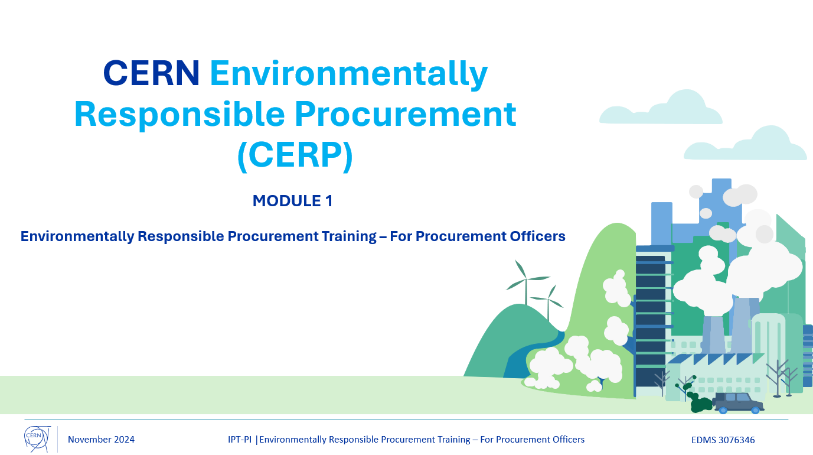 CERN Environmentally
Responsible Procurement
(CERP)
MODULE 1
Environmentally Responsible Procurement Training – For Procurement Officers
CERN
November 2024
IPT-PI |Environmentally Responsible Procurement Training – For Procurement Officers
EDMS 3076346